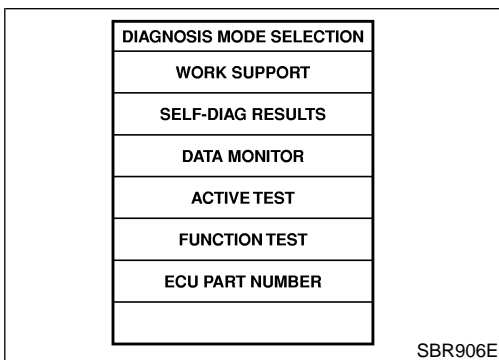 DIAGNOSIS MODE SELECTION
WORK SUPPORT
SELF-DIAG RESULTS
DATA MONITOR
ACTIVE TEST
FUNCTION TEST
ECU PART NUMBER
SBR906E